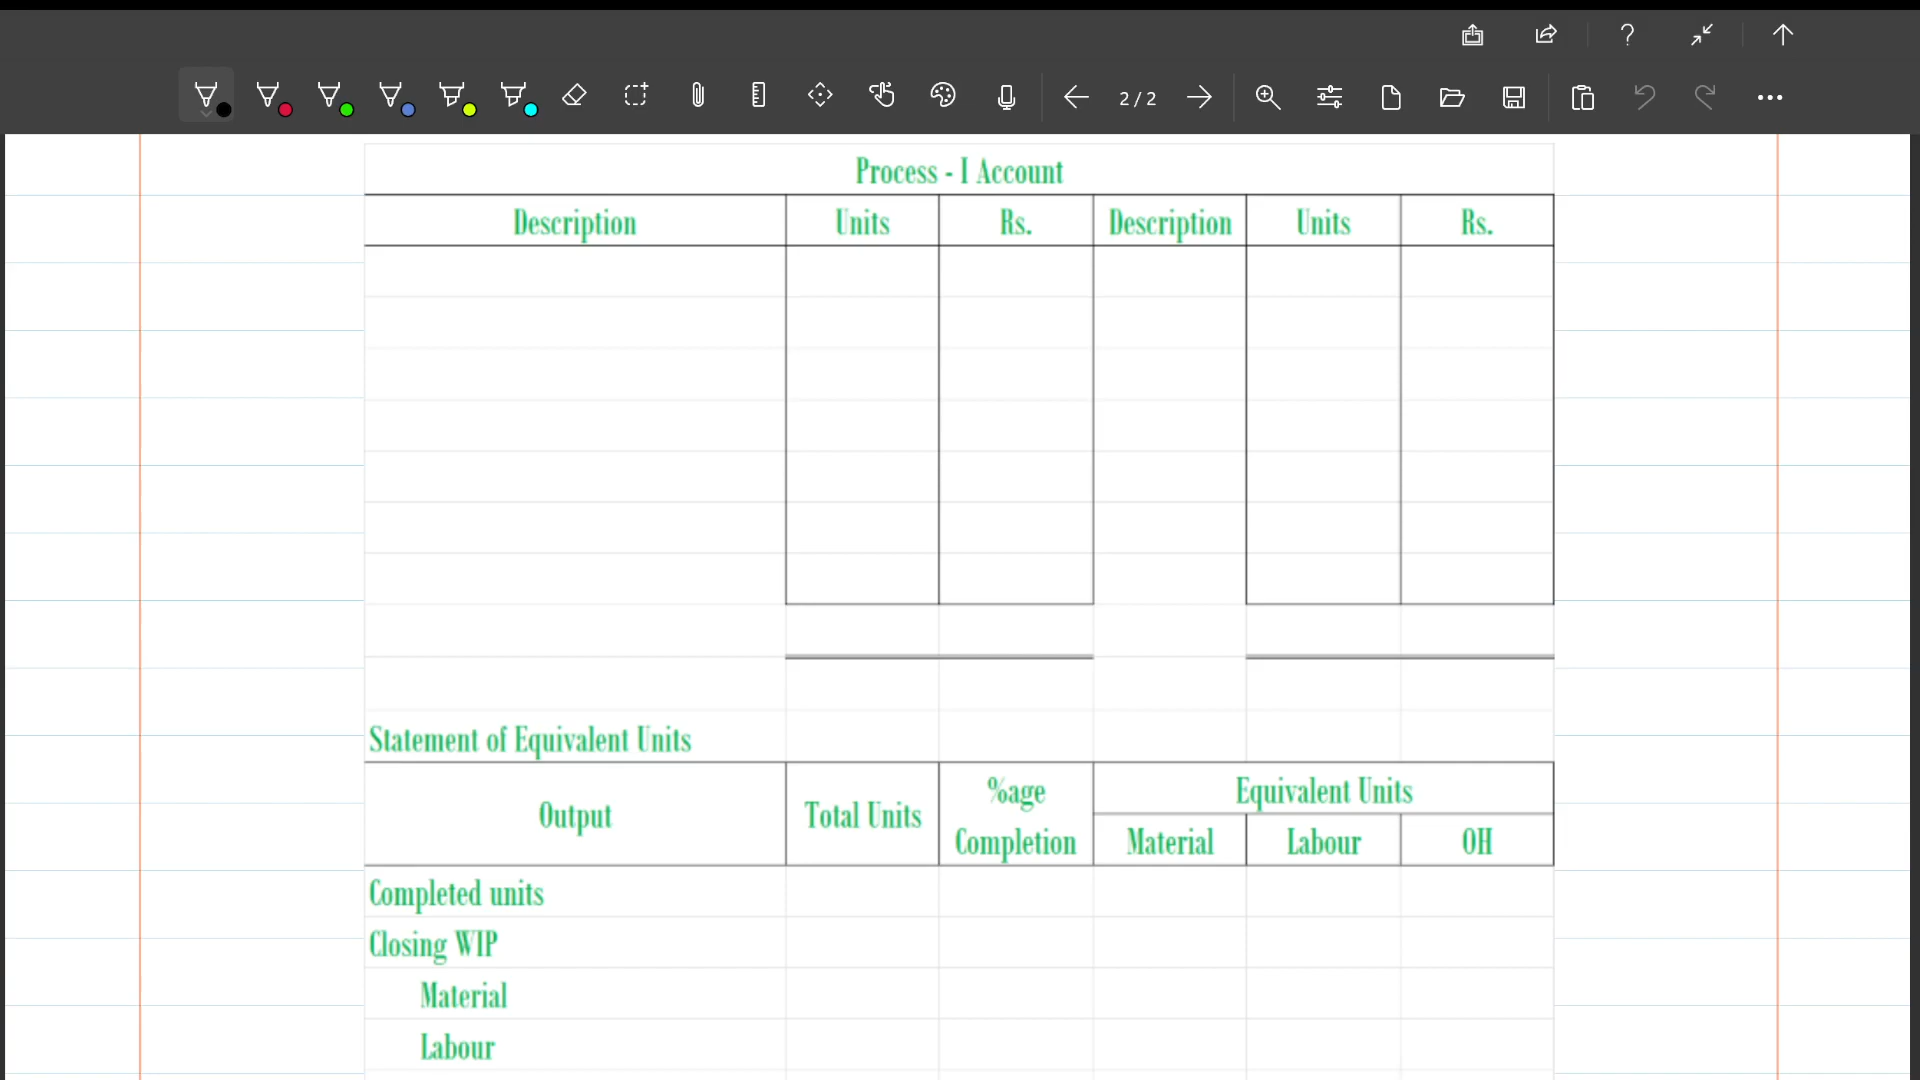 2 / 2
Process - I Account
Description Units Rs. Description Units Rs.
Statement of Equivalent Units
Output Total Units %age Completion Equivalent Units
Material Labour OH
Completed units
Closing WIP
Material
Labour